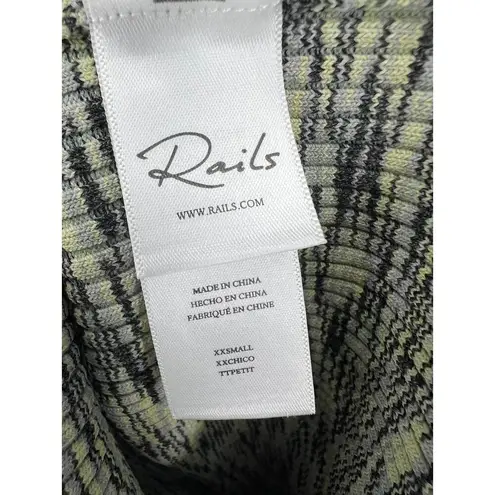 Rails
WWW.RAILS.COM
MADE IN CHINA
HECHO EN CHINA
FABRIQUÉ EN CHINE
XXSMALL
XXCHICO
TTPETIT